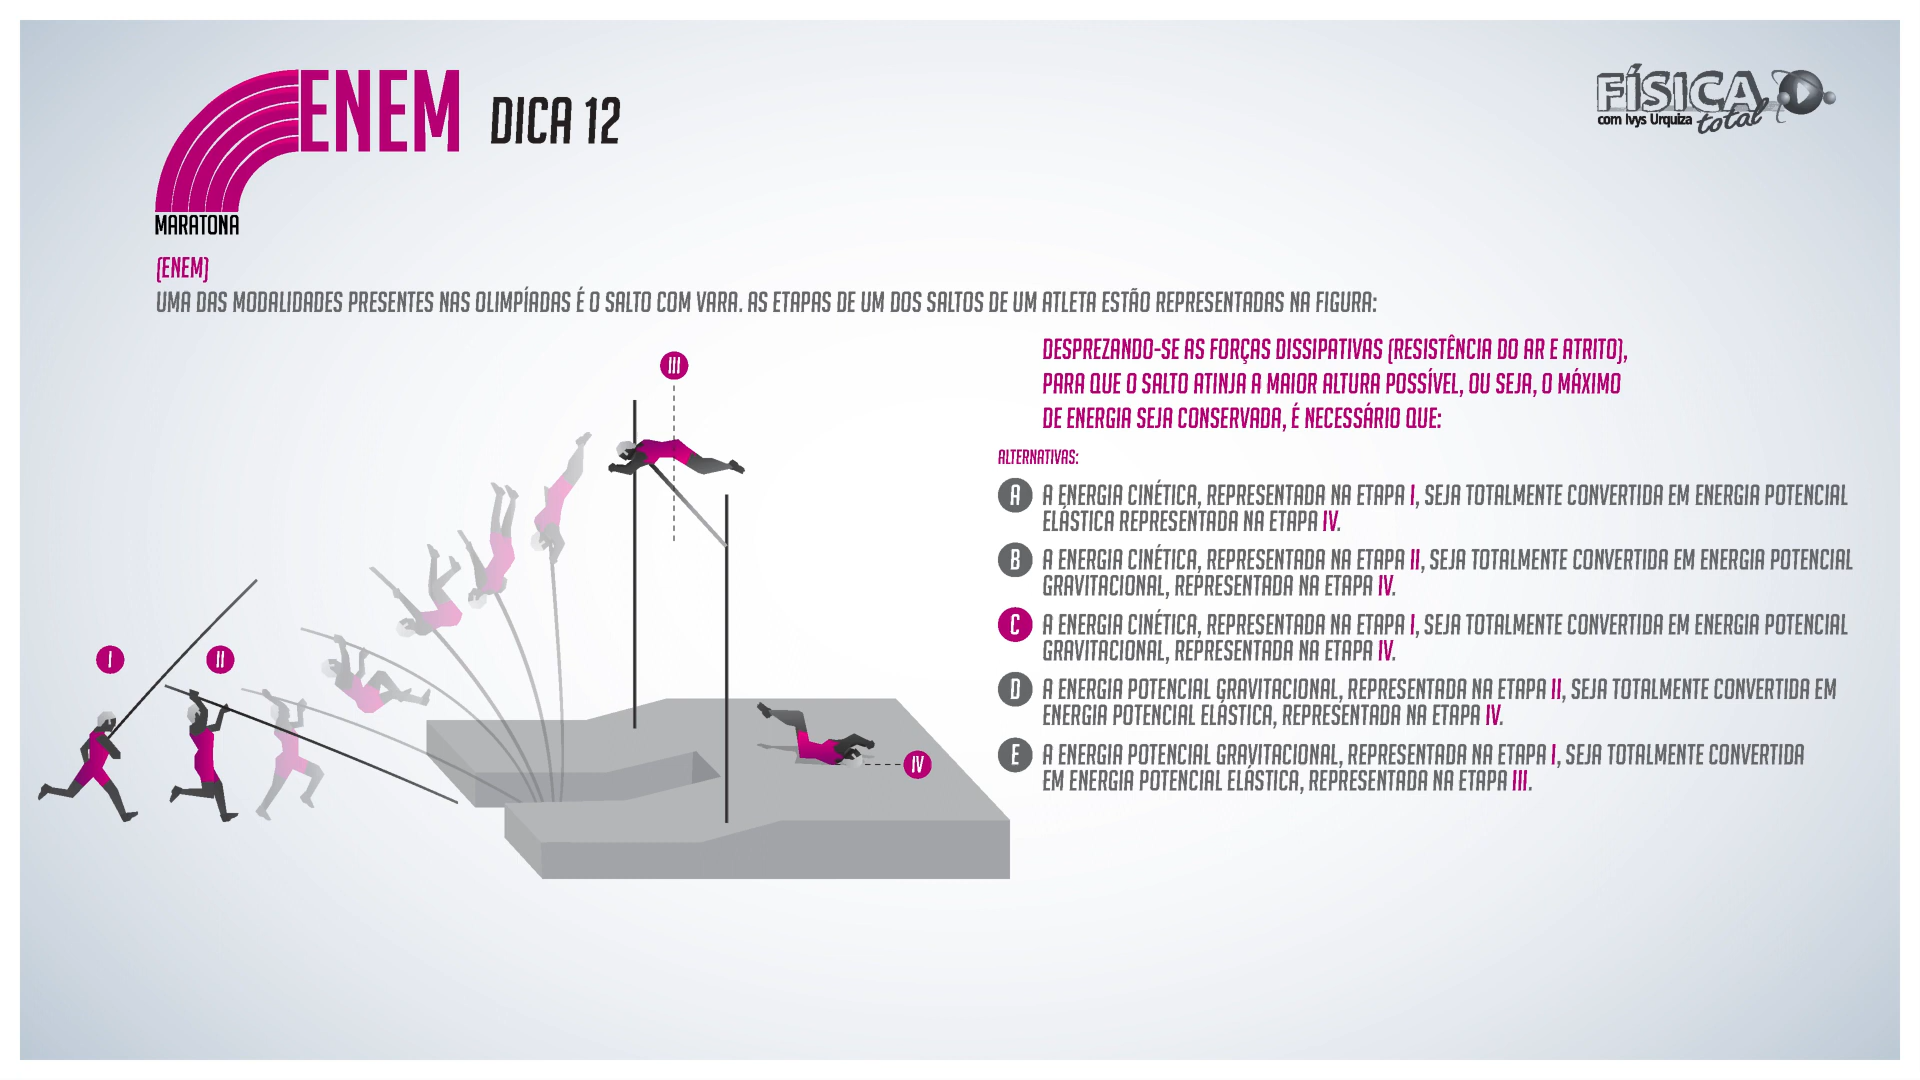 ENEM
DICA 12
MARATONA
FÍSICA
com Ivys Urquiza total
(ENEM)
UMA DAS MODALIDADES PRESENTES NAS OLIMPÍADAS É O SALTO COM VARA. AS ETAPAS DE UM DOS SALTOS DE UM ATLETA ESTÃO REPRESENTADAS NA FIGURA:
I
II
III
IV
DESPREZANDO-SE AS FORÇAS DISSIPATIVAS (RESISTÊNCIA DO AR E ATRITO),
PARA QUE O SALTO ATINJA A MAIOR ALTURA POSSÍVEL, OU SEJA, O MÁXIMO
DE ENERGIA SEJA CONSERVADA, É NECESSÁRIO QUE:
ALTERNATIVAS:
A A ENERGIA CINÉTICA, REPRESENTADA NA ETAPA I, SEJA TOTALMENTE CONVERTIDA EM ENERGIA POTENCIAL
ELÁSTICA REPRESENTADA NA ETAPA IV.
B A ENERGIA CINÉTICA, REPRESENTADA NA ETAPA II, SEJA TOTALMENTE CONVERTIDA EM ENERGIA POTENCIAL
GRAVITACIONAL, REPRESENTADA NA ETAPA IV.
C A ENERGIA CINÉTICA, REPRESENTADA NA ETAPA I, SEJA TOTALMENTE CONVERTIDA EM ENERGIA POTENCIAL
GRAVITACIONAL, REPRESENTADA NA ETAPA IV.
D A ENERGIA POTENCIAL GRAVITACIONAL, REPRESENTADA NA ETAPA II, SEJA TOTALMENTE CONVERTIDA EM
ENERGIA POTENCIAL ELÁSTICA, REPRESENTADA NA ETAPA IV.
E A ENERGIA POTENCIAL GRAVITACIONAL, REPRESENTADA NA ETAPA I, SEJA TOTALMENTE CONVERTIDA
EM ENERGIA POTENCIAL ELÁSTICA, REPRESENTADA NA ETAPA III.